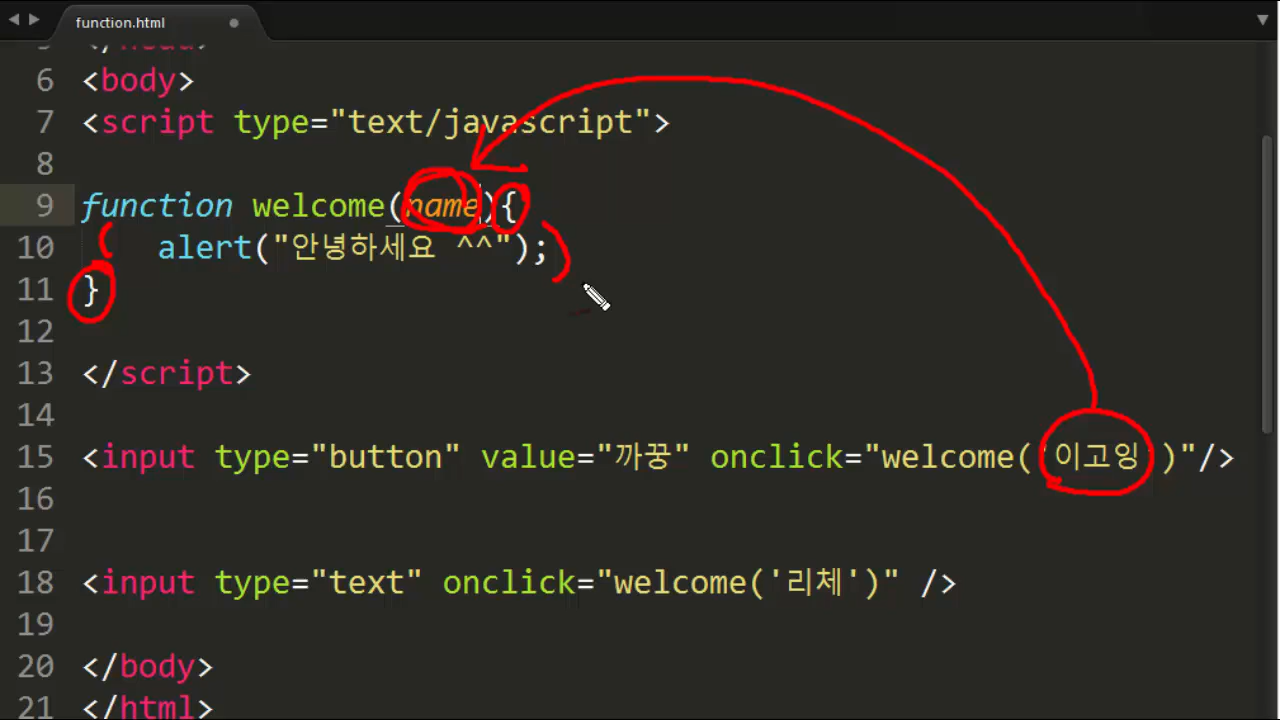 function.html
5 </head>
6 <body>
7 <script type="text/javascript">
8
9 function welcome(name){
10 alert("안녕하세요 ^^");
11 }
12
13 </script>
14
15 <input type="button" value="까꿍" onclick="welcome('이고잉')"/>
16
17
18 <input type="text" onclick="welcome('리체')" />
19
20 </body>
21 </html>